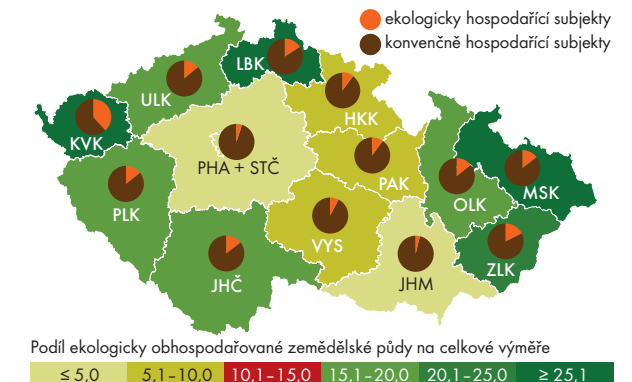 ekologicky hospodařící subjekty
konvenčně hospodařící subjekty
LBK
ULK
HKK
KVK
PHA + STČ
PAK
MSK
OLK
PLK
VYS
ZLK
JHČ
JHM
Podíl ekologicky obhospodařované zemědělské půdy na celkové výměře
≤ 5,0 5,1–10,0 10,1–15,0 15,1–20,0 20,1–25,0 ≥ 25,1